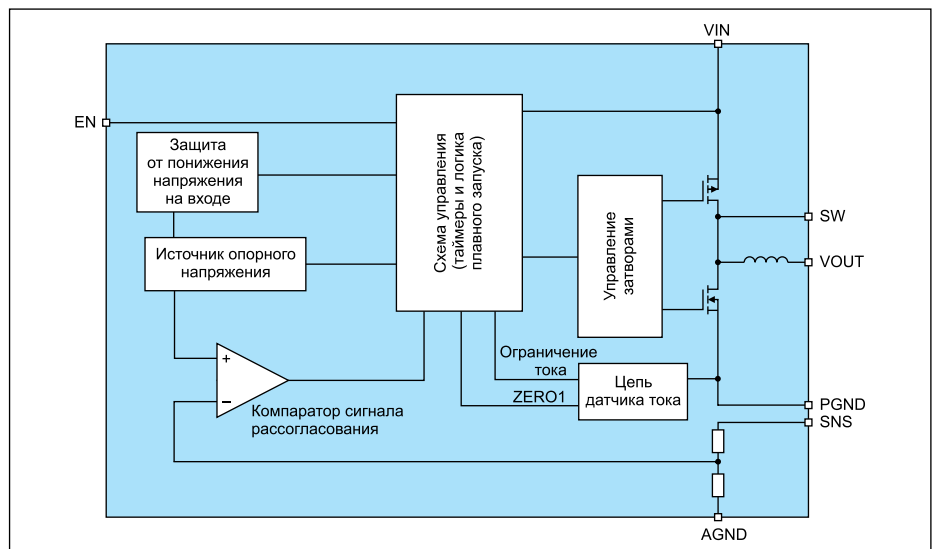 VIN
EN
Защита
от понижения
напряжения
на входе
Источник опорного
напряжения
Схема управления
(таймеры и логика
плавного запуска)
Управление
затворами
SW
VOUT
+
–
Компаратор сигнала
рассогласования
Ограничение
тока
ZERO1
Цепь
датчика тока
PGND
SNS
AGND